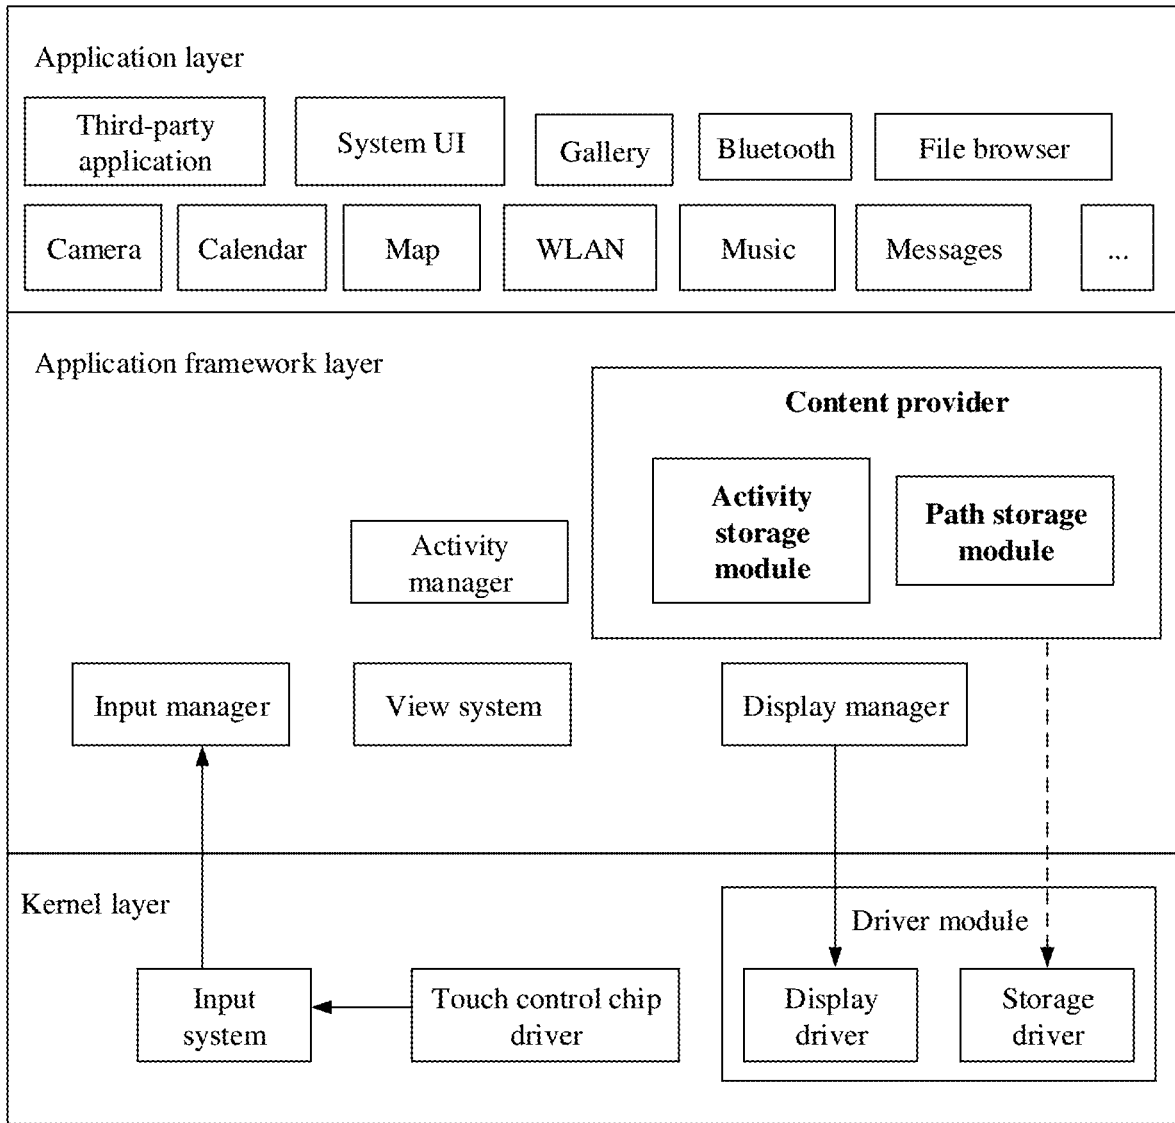 Application layer
Third-party
application
System UI
Gallery
Bluetooth
File browser
Camera
Calendar
Map
WLAN
Music
Messages
...
Application framework layer
Content provider
Activity
storage
module
Path storage
module
Activity
manager
Input manager
View system
Display manager
Kernel layer
Driver module
Input
system
Touch control chip
driver
Display
driver
Storage
driver